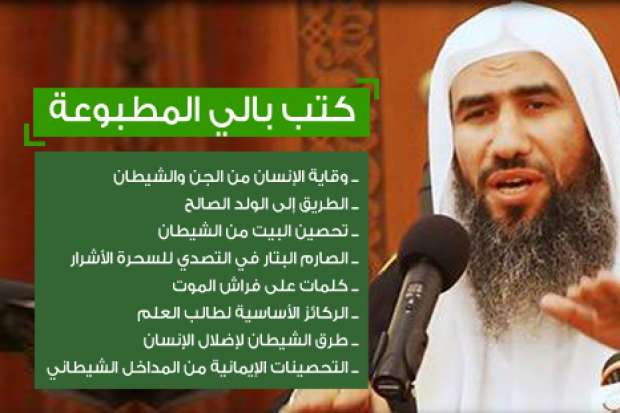 كتب بالي المطبوعة
ـ وقاية الإنسان من الجن والشيطان
ـ الطريق إلى الولد الصالح
ـ تحصين البيت من الشيطان
ـ الصارم البتار في التصدي للسحرة الأشرار
ـ كلمات على فراش الموت
ـ الركائز الأساسية لطالب العلم
ـ طرق الشيطان لإضلال الإنسان
ـ التحصينات الإيمانية من المداخل الشيطاني